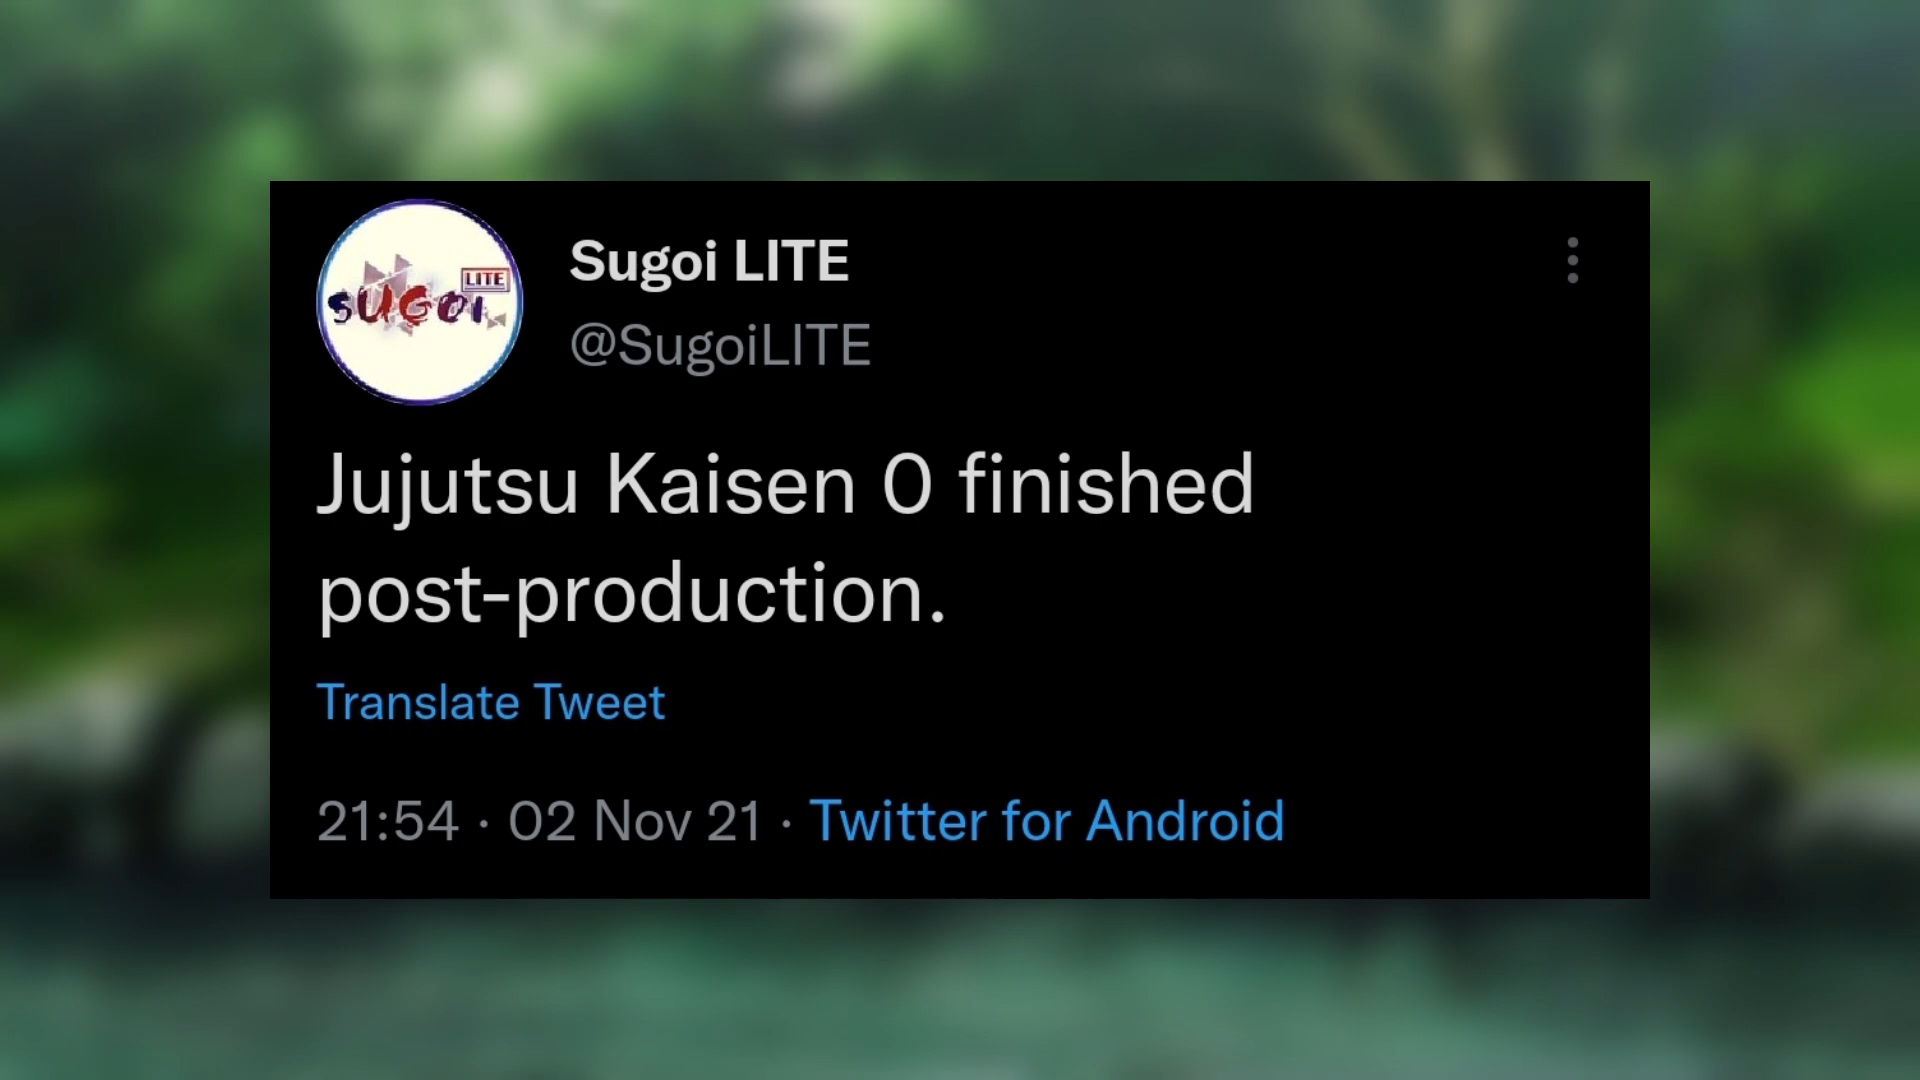 SUGOI
LITE
Sugoi LITE
@SugoiLITE
Jujutsu Kaisen 0 finished
post-production.
Translate Tweet
21:54 · 02 Nov 21 · Twitter for Android